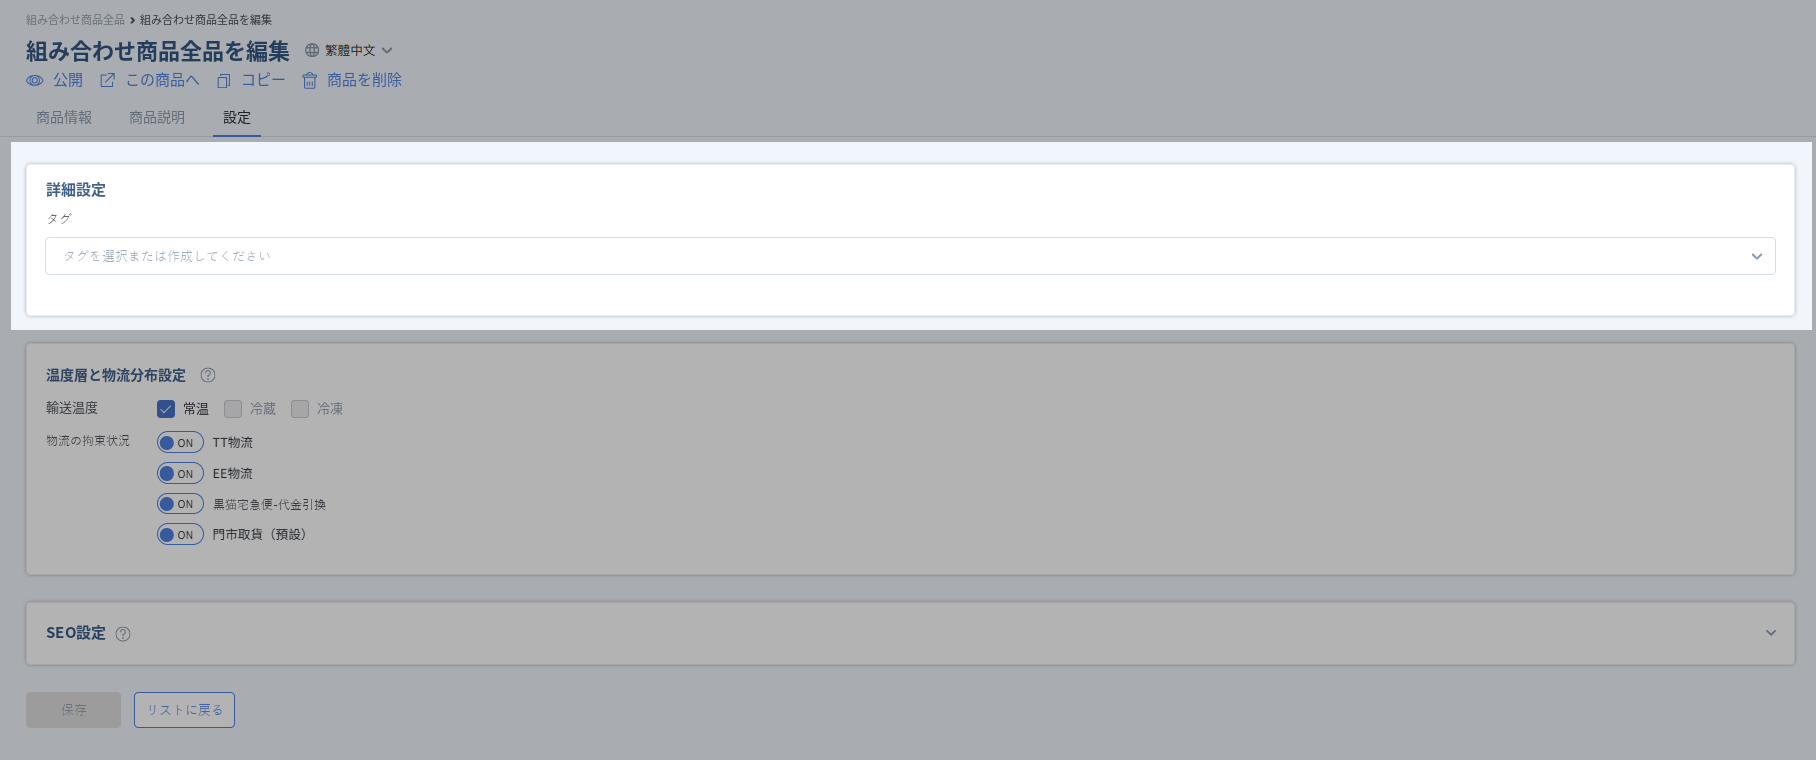 組み合わせ商品全品 > 組み合わせ商品全品を編集
組み合わせ商品全品を編集 繁體中文
公開 この商品へ コピー 商品を削除
商品情報 商品説明 設定
詳細設定
タグ
タグを選択または作成してください
温度層と物流分布設定
輸送温度 常温 冷蔵 冷凍
物流の拘束状況 ON TT物流
ON EE物流
ON 黒猫宅急便-代金引換
ON 門市取貨（預設）
SEO設定
保存 リストに戻る